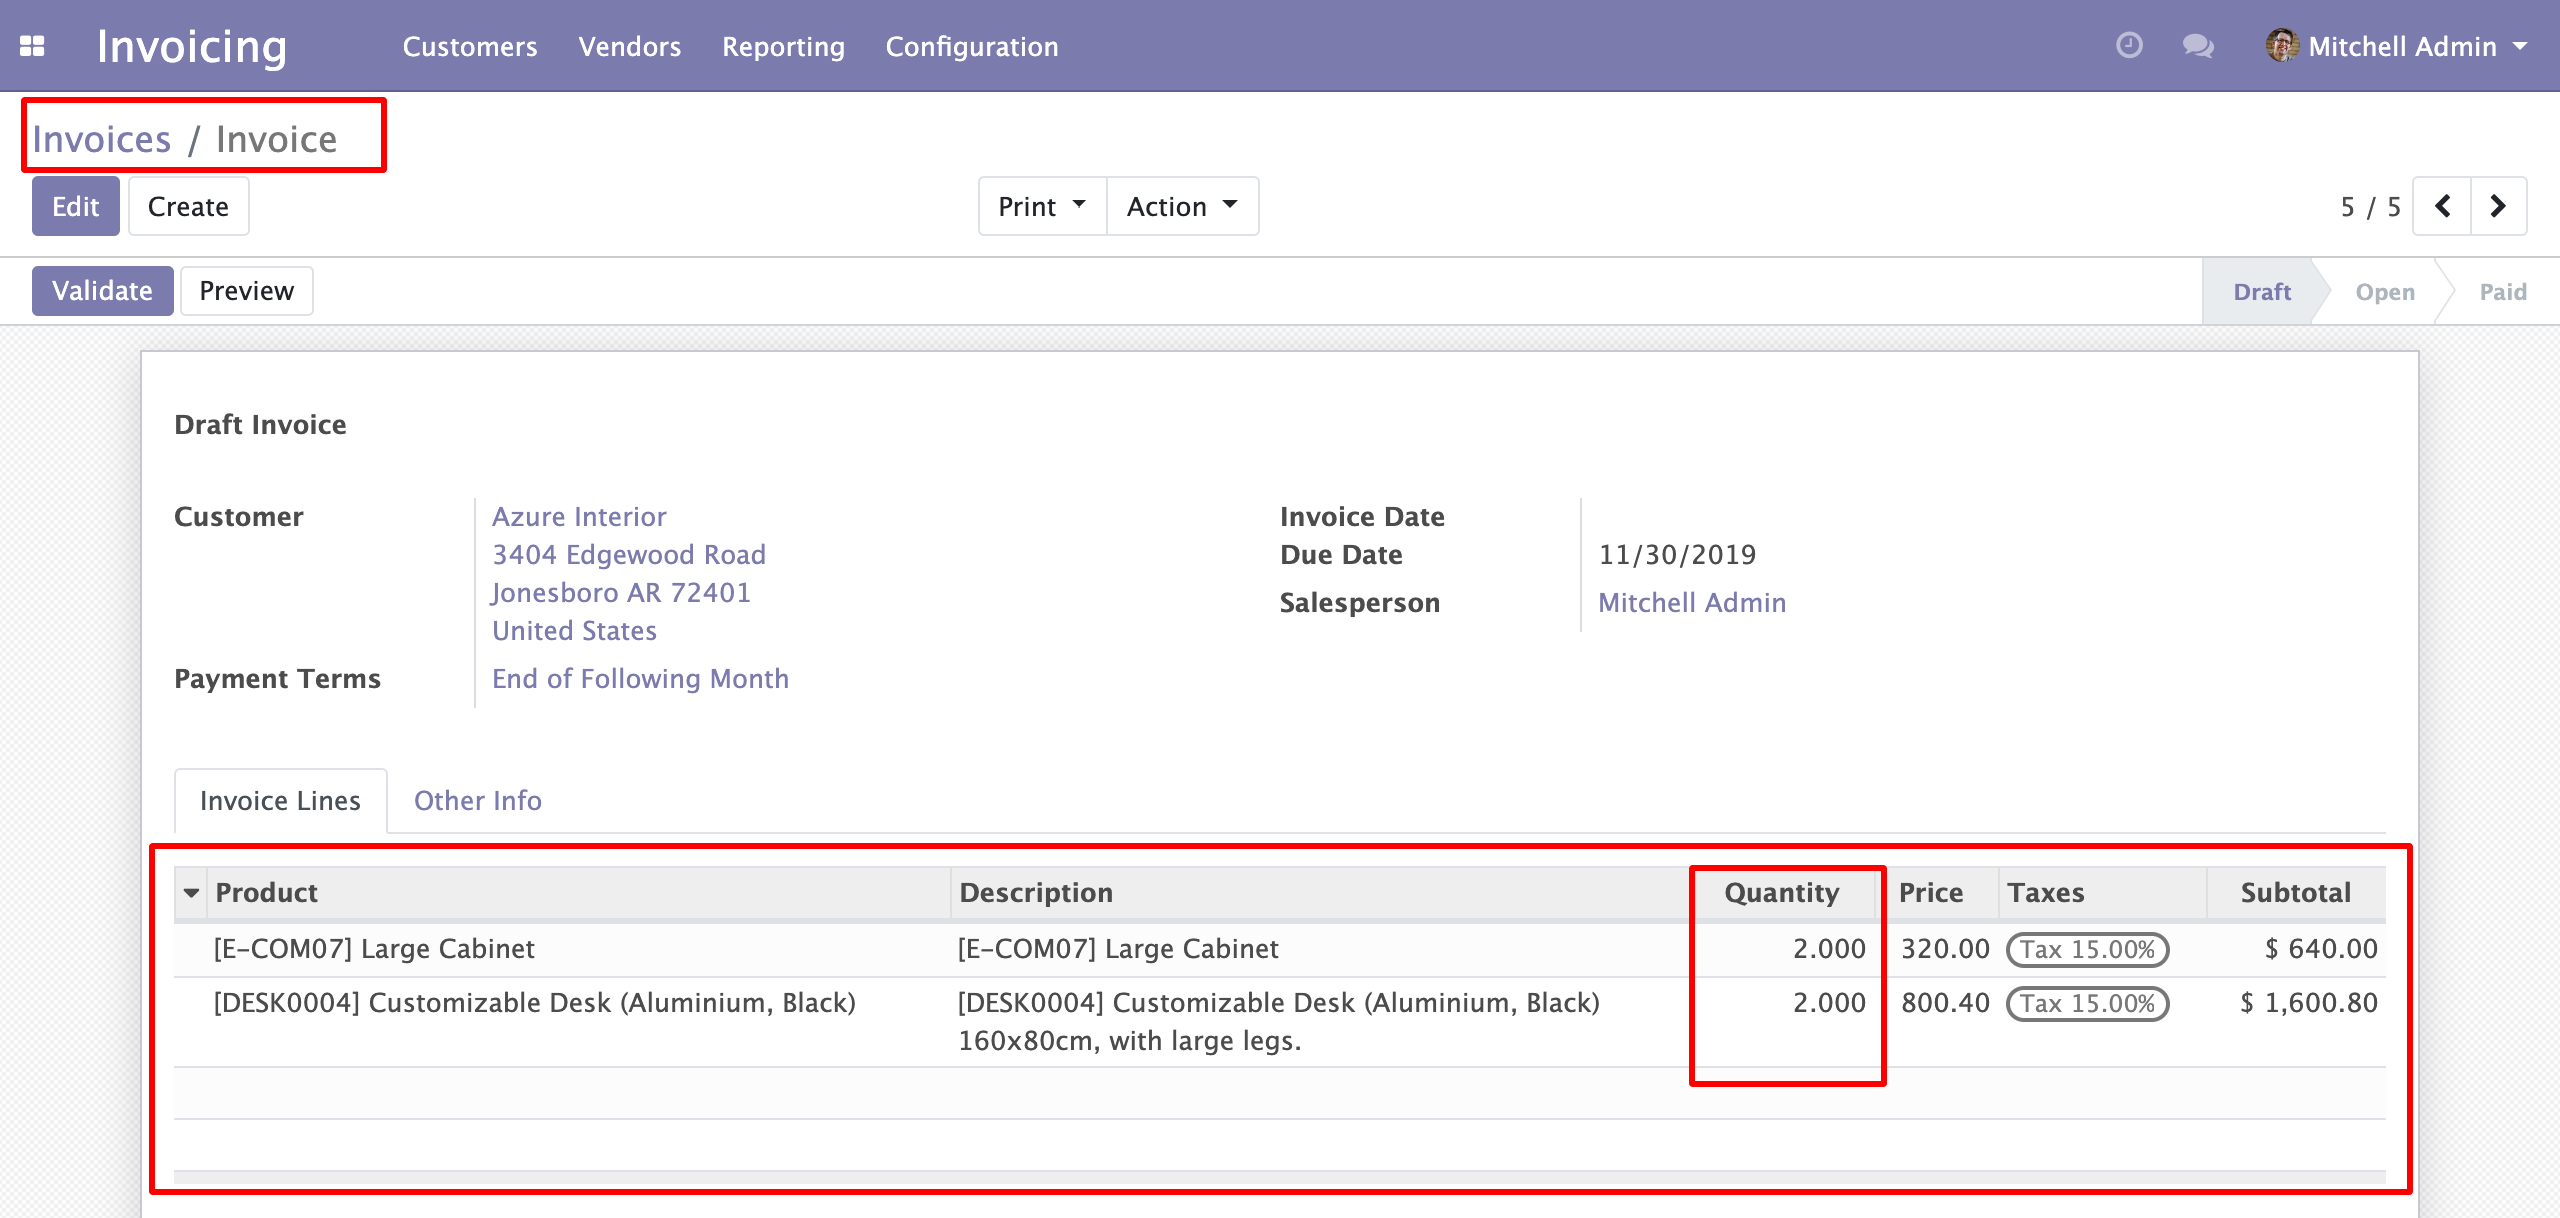 Invoicing Customers Vendors Reporting Configuration Mitchell Admin
Invoices / Invoice
Edit Create Print Action 5 / 5
Validate Preview Draft Open Paid
Draft Invoice
Customer Azure Interior Invoice Date
3404 Edgewood Road Due Date 11/30/2019
Jonesboro AR 72401 Salesperson Mitchell Admin
United States
Payment Terms End of Following Month
Invoice Lines Other Info
Product Description Quantity Price Taxes Subtotal
[E-COM07] Large Cabinet [E-COM07] Large Cabinet 2.000 320.00 Tax 15.00% $ 640.00
[DESK0004] Customizable Desk (Aluminium, Black) [DESK0004] Customizable Desk (Aluminium, Black) 2.000 800.40 Tax 15.00% $ 1,600.80
160x80cm, with large legs.